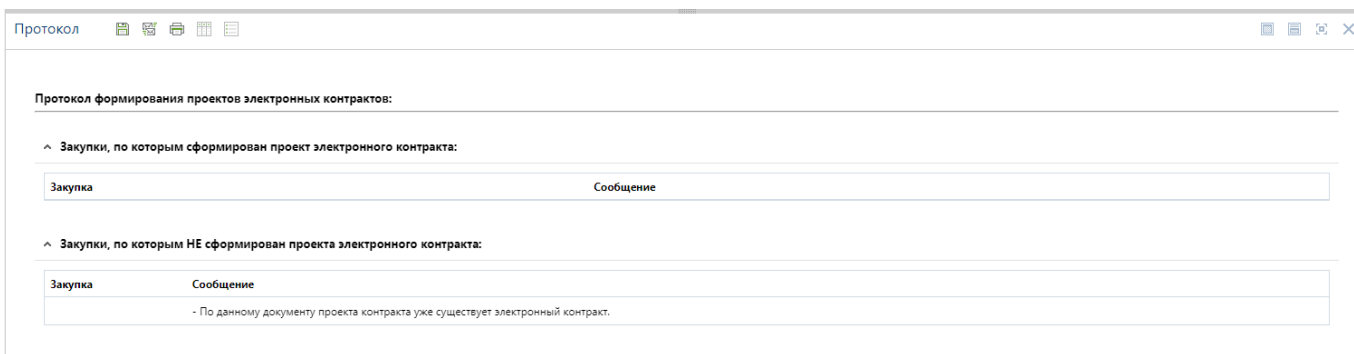 Протокол
Протокол формирования проектов электронных контрактов:
Закупки, по которым сформирован проект электронного контракта:
Закупка Сообщение
Закупки, по которым НЕ сформирован проекта электронного контракта:
Закупка Сообщение
- По данному документу проекта контракта уже существует электронный контракт.